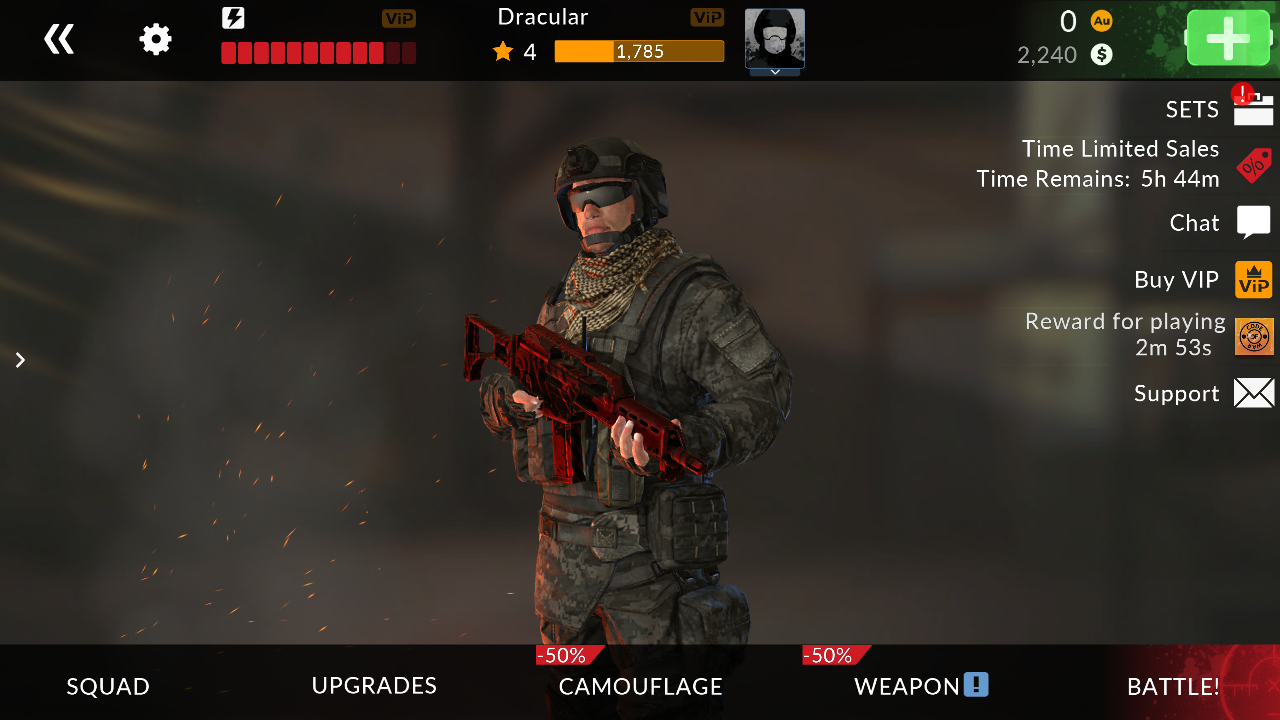 ViP
Dracular
ViP
4
1,785
0
Au
2,240
$
SETS
!
Time Limited Sales
Time Remains: 5h 44m
%
Chat
Buy VIP
ViP
Reward for playing
2m 53s
Support
SQUAD
UPGRADES
-50%
CAMOUFLAGE
-50%
WEAPON !
BATTLE!